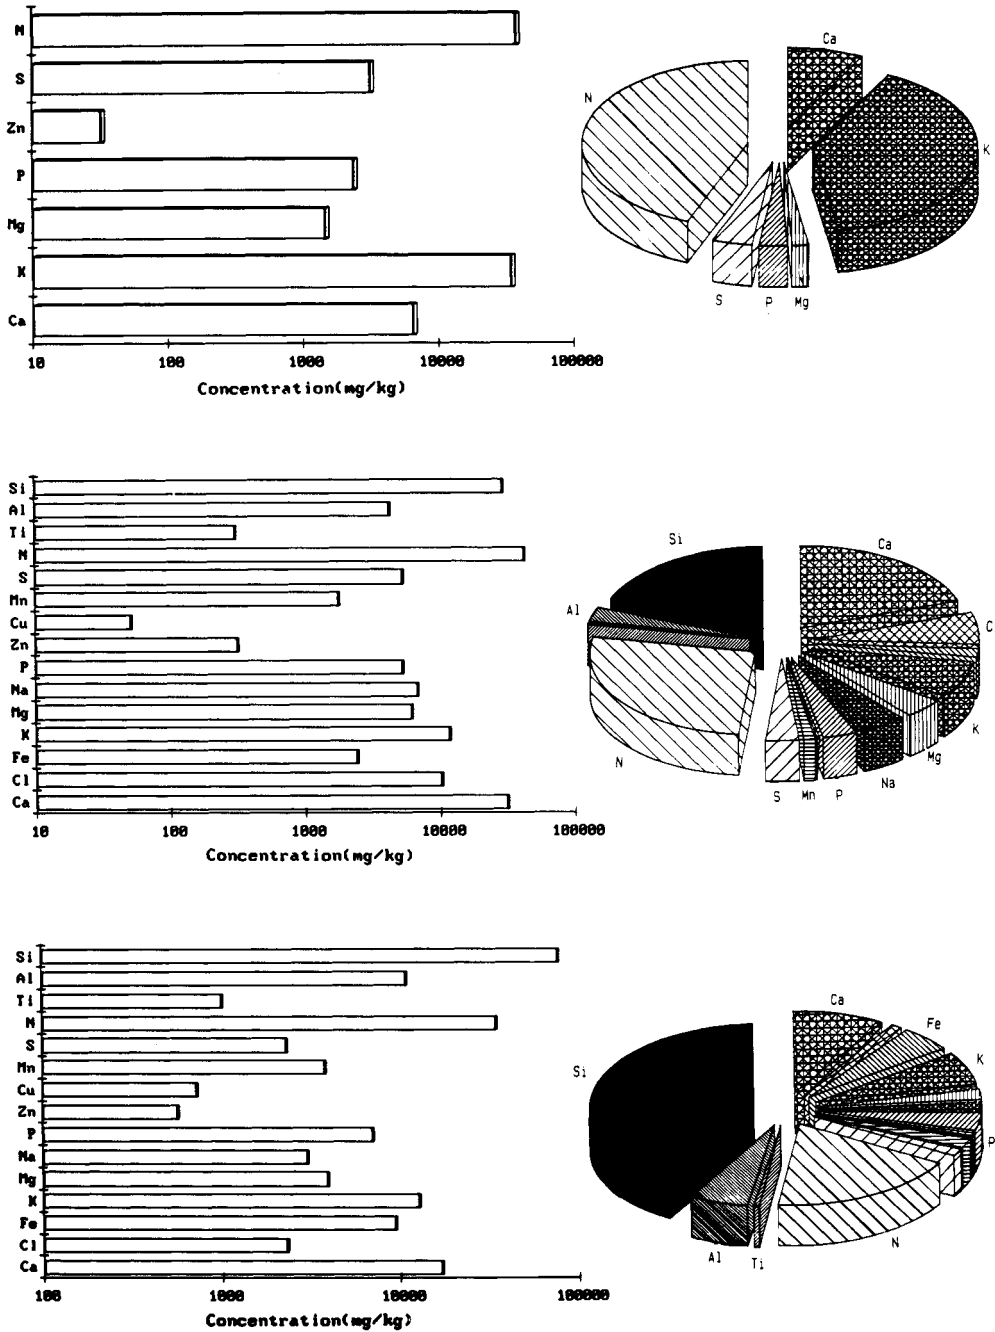 N
S
Zn
P
Mg
K
Ca
10 100 1000 10000 100000
Concentration(mg/kg)
Ca
N
K
S P Mg
Si
Al
Ti
N
S
Mn
Cu
Zn
P
Na
Mg
K
Fe
Cl
Ca
10 100 1000 10000 100000
Concentration(mg/kg)
Si Ca
Al
C
K
N
Mg
S Mn P Na
Si
Al
Ti
N
S
Mn
Cu
Zn
P
Na
Mg
K
Fe
Cl
Ca
100 1000 10000 100000
Concentration(mg/kg)
Ca
Fe
K
Si
P
N
Al Ti